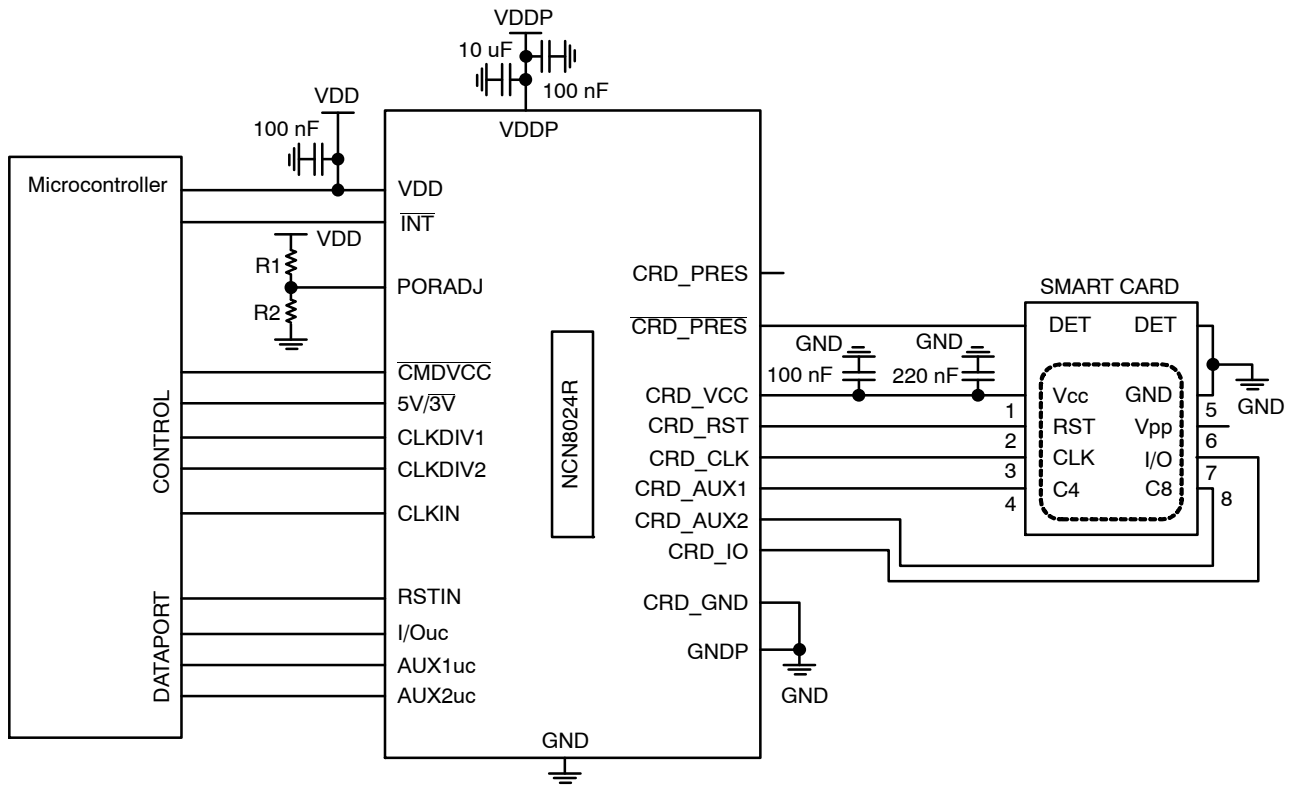 VDDP
10 uF
100 nF
VDD
100 nF
VDDP
Microcontroller
VDD
INT
VDD
R1
PORADJ
R2
CMDVCC
5V/3V
CLKDIV1
CLKDIV2
CLKIN
CONTROL
RSTIN
I/Ouc
AUX1uc
AUX2uc
DATAPORT
NCN8024R
GND
CRD_PRES
CRD_PRES
CRD_VCC
CRD_RST
CRD_CLK
CRD_AUX1
CRD_AUX2
CRD_IO
CRD_GND
GNDP
GND
GND
100 nF
GND
220 nF
SMART CARD
DET DET
Vcc GND
RST Vpp
CLK I/O
C4 C8
1
2
3
4
5
6
7
8
GND